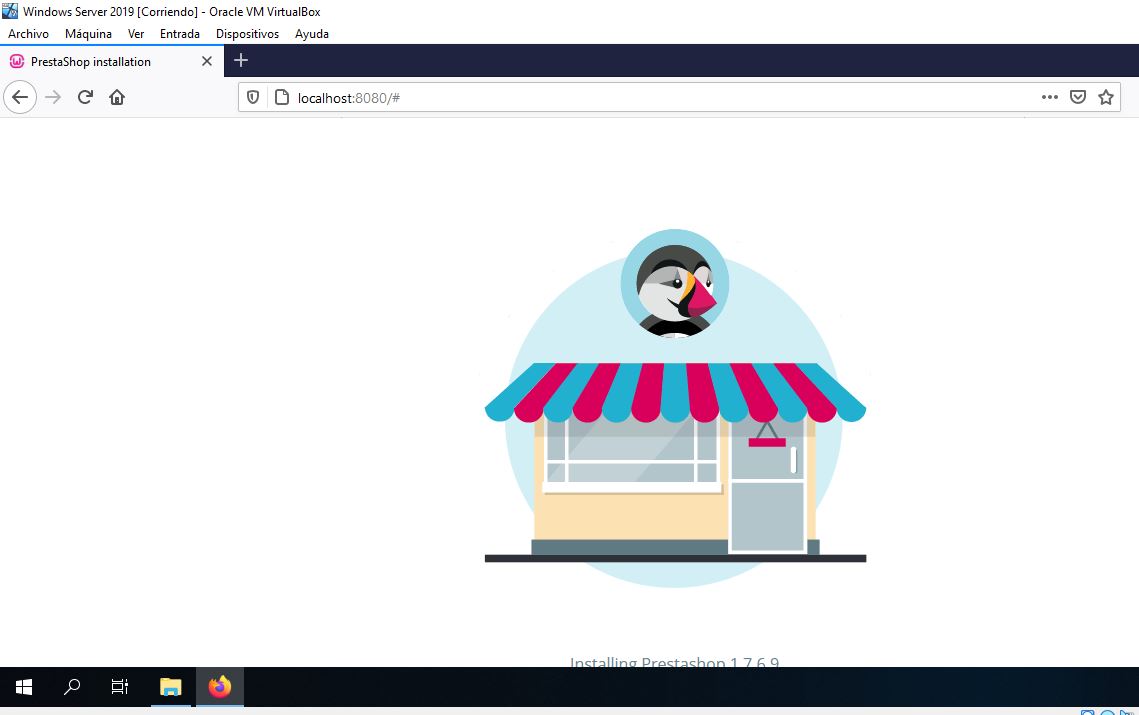 Windows Server 2019 [Corriendo] - Oracle VM VirtualBox
Archivo Máquina Ver Entrada Dispositivos Ayuda
PrestaShop installation
localhost:8080/#
Installing Prestashop 1.7.6.9